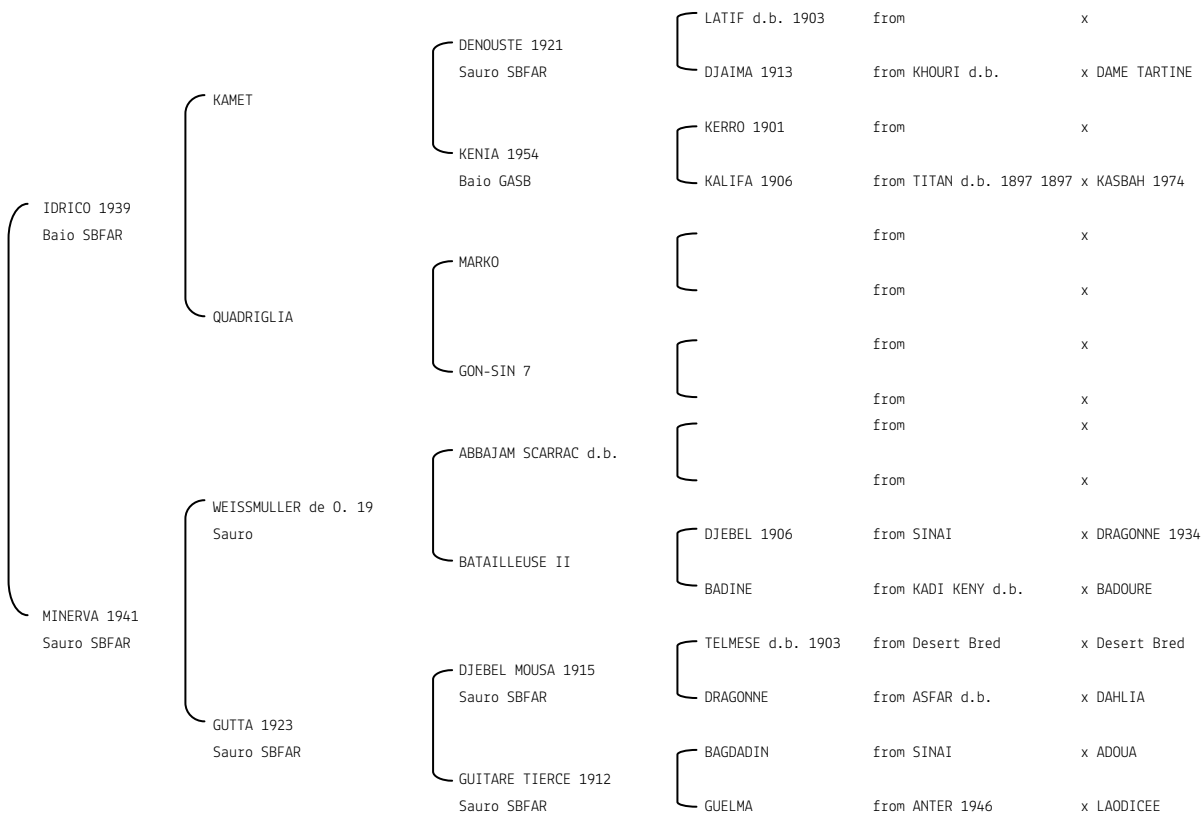 LATIF d.b. 1903 from x
DENOUSTE 1921
Sauro SBFAR DJAIMA 1913 from KHOURI d.b. x DAME TARTINE
KAMET
KERRO 1901 from x
KENIA 1954
Baio GASB KALIFA 1906 from TITAN d.b. 1897 1897 x KASBAH 1974
IDRICO 1939
Baio SBFAR from x
MARKO
from x
QUADRIGLIA
from x
GON-SIN 7
from x
from x
ABBAJAM SCARRAC d.b.
from x
WEISSMULLER de O. 19
Sauro DJEBEL 1906 from SINAI x DRAGONNE 1934
BATAILLEUSE II
BADINE from KADI KENY d.b. x BADOURE
MINERVA 1941
Sauro SBFAR TELMESE d.b. 1903 from Desert Bred x Desert Bred
DJEBEL MOUSA 1915
Sauro SBFAR DRAGONNE from ASFAR d.b. x DAHLIA
GUTTA 1923
Sauro SBFAR BAGDADIN from SINAI x ADOUA
GUITARE TIERCE 1912
Sauro SBFAR GUELMA from ANTER 1946 x LAODICEE